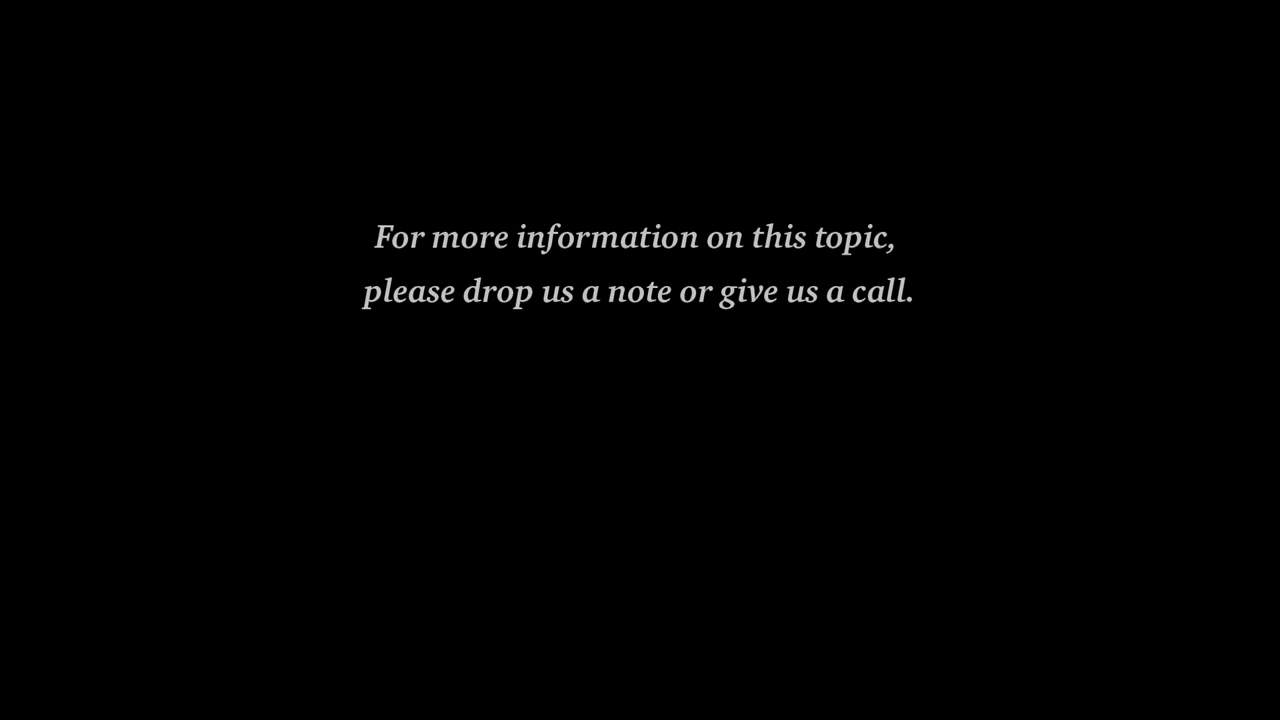 For more information on this topic,
please drop us a note or give us a call.